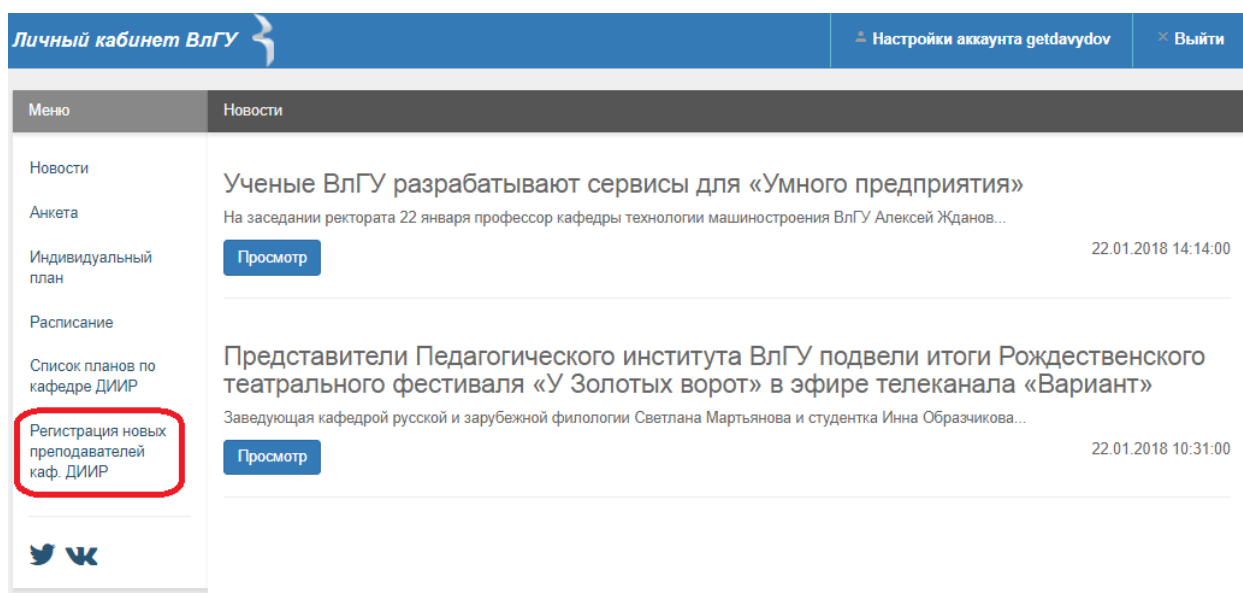 Личный кабинет ВлГУ
Настройки аккаунта getdavydov
Выйти
Меню
Новости
Новости
Анкета
Индивидуальный
план
Расписание
Список планов по
кафедре ДИИР
Регистрация новых
преподавателей
каф. ДИИР
Ученые ВлГУ разрабатывают сервисы для «Умного предприятия»
На заседании ректората 22 января профессор кафедры технологии машиностроения ВлГУ Алексей Жданов...
Просмотр
22.01.2018 14:14:00
Представители Педагогического института ВлГУ подвели итоги Рождественского
театрального фестиваля «У Золотых ворот» в эфире телеканала «Вариант»
Заведующая кафедрой русской и зарубежной филологии Светлана Мартьянова и студентка Инна Образчикова...
Просмотр
22.01.2018 10:31:00